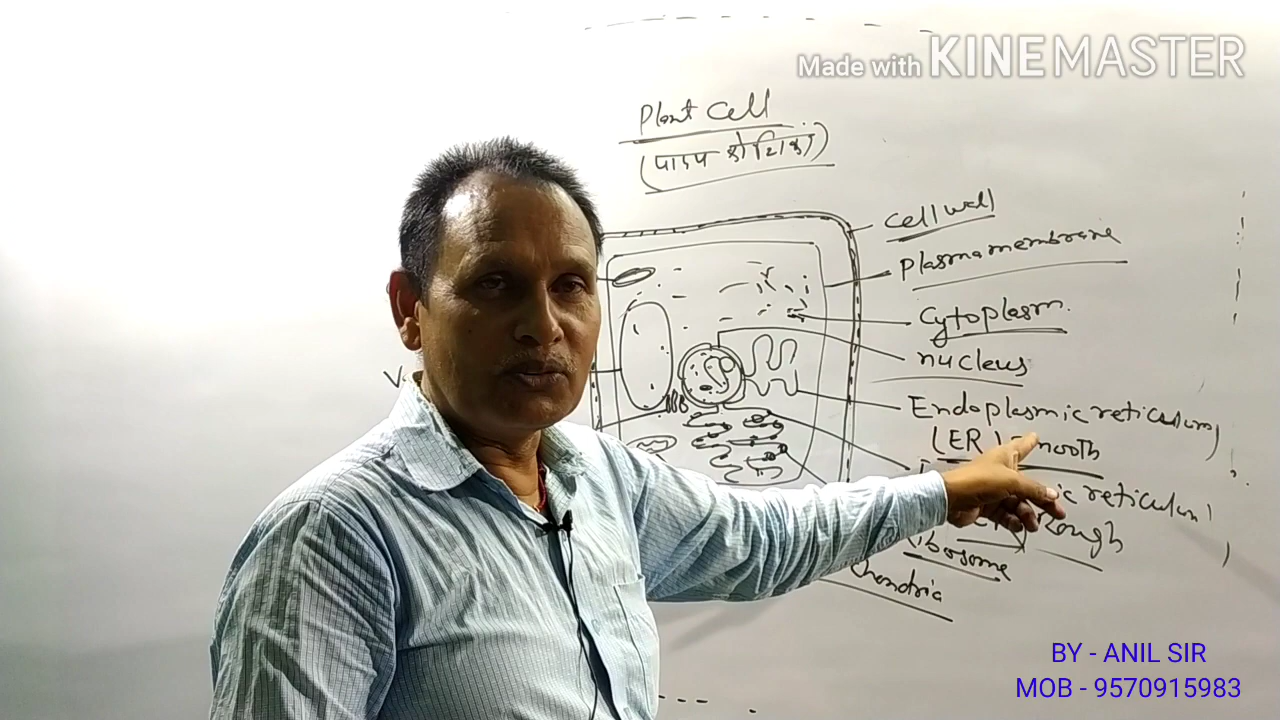 Made with KINEMASTER
Plant Cell
(पादप कोशिका)
Cell wall
Plasma membrane
Cytoplasm
nucleus
Endoplasmic reticulum
(ER) Smooth
reticulum
Rough
Ribosome
chondria
BY - ANIL SIR
MOB - 9570915983